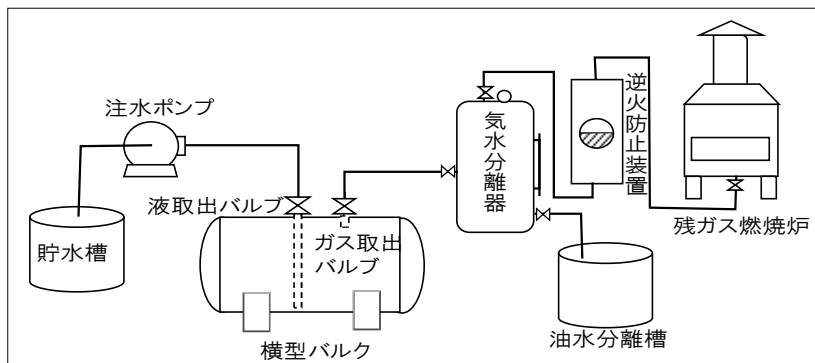 注水ポンプ
貯水槽
液取出バルブ
ガス取出
バルブ
横型バルク
気水分離器
逆火防止装置
油水分離槽
残ガス燃焼炉